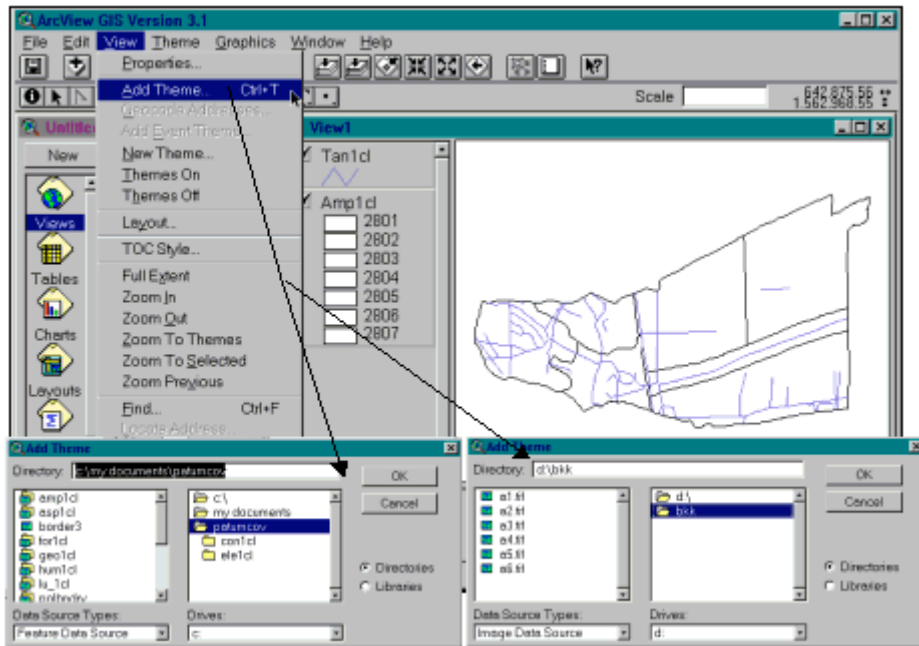 ArcView GIS Version 3.1
File Edit View Theme Graphics Window Help
Properties...
Add Theme... Ctrl+T
Geocode Addresses...
Add Event Theme...
New Theme...
Themes On
Themes Off
Layout...
TOC Style...
Full Extent
Zoom In
Zoom Out
Zoom To Themes
Zoom To Selected
Zoom Previous
Find... Ctrl+F
Locate Address...
Scale
642,875.56
1,562,968.55
Untitle
New
Views
Tables
Charts
Layouts
View1
Tan1cl
Amp1cl
2801
2802
2803
2804
2805
2806
2807
Add Theme
Directory: c:\my documents\patumcov
OK
Cancel
amp1cl
asp1cl
border3
for1cl
geo1cl
hum1cl
lu_1cl
c:\
my documents
patumcov
con1cl
ele1cl
Directories
Libraries
Data Source Types:
Feature Data Source
Drives:
c:
Add Theme
Directory: d:\bkk
OK
Cancel
a1.tif
a2.tif
a3.tif
a4.tif
a5.tif
a6.tif
d:\
bkk
Directories
Libraries
Data Source Types:
Image Data Source
Drives:
d: